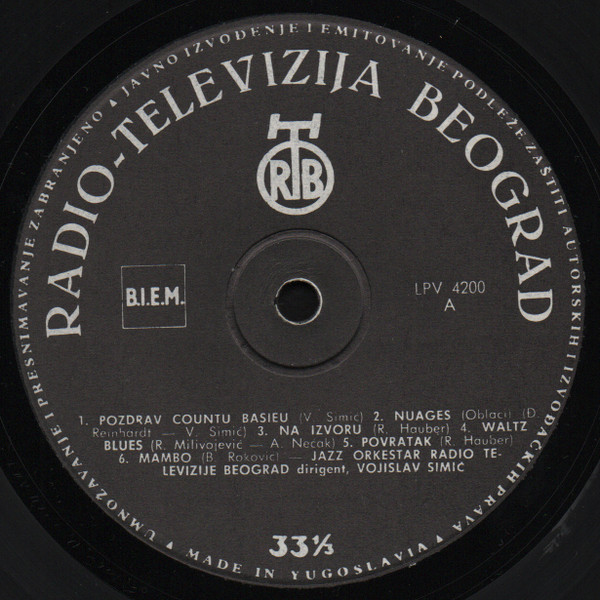 UMNOŽAVANJE I PRESNIMAVANJE ZABRANJENO ▲ JAVNO IZVOĐENJE I EMITOVANJE PODLEŽE ZAŠTITI AUTORSKIH I IZVOĐAČKIH PRAVA ▲
RADIO-TELEVIZIJA BEOGRAD
RTB
B.I.E.M.
LPV 4200
A
1. POZDRAV COUNTU BASIEU (V. Simić) 2. NUAGES (Oblaci) (Đ.
Reinhardt — V. Simić) 3. NA IZVORU (R. Hauber) 4. WALTZ
BLUES (R. Milivojević — A. Nećak) 5. POVRATAK (R. Hauber)
6. MAMBO (B. Roković) — JAZZ ORKESTAR RADIO TE-
LEVIZIJE BEOGRAD dirigent, VOJISLAV SIMIĆ
33⅓
MADE IN YUGOSLAVIA ▲